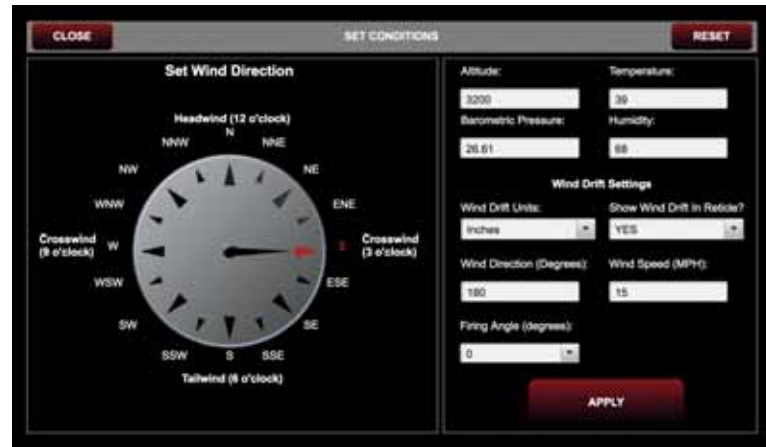 CLOSE
SET CONDITIONS
RESET
Set Wind Direction
Headwind (12 o'clock)
N
NNW
NNE
NW
NE
WNW
ENE
Crosswind
(9 o'clock)
W
Crosswind
(3 o'clock)
WSW
ESE
SW
SE
SSW
S
SSE
Tailwind (6 o'clock)
Altitude:
Temperature:
3200
39
Barometric Pressure:
Humidity:
26.61
68
Wind Drift Settings
Wind Drift Units:
Show Wind Drift In Reticle?
Inches
YES
Wind Direction (Degrees):
Wind Speed (MPH):
180
15
Firing Angle (degrees):
0
APPLY